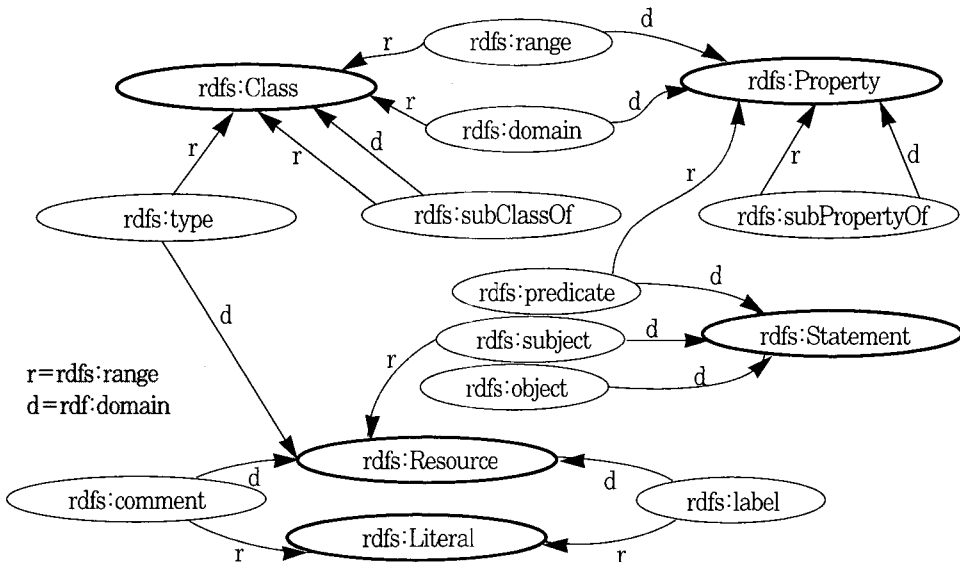 rdfs:range
d
r
rdfs:Class
rdfs:Property
r
d
rdfs:domain
r
r
d
r
d
r
rdfs:type
rdfs:subClassOf
rdfs:subPropertyOf
rdfs:predicate
d
d
rdfs:subject
d
rdfs:Statement
r
r=rdfs:range
rdfs:object
d
d=rdf:domain
rdfs:Resource
d
d
rdfs:comment
rdfs:label
rdfs:Literal
r
r